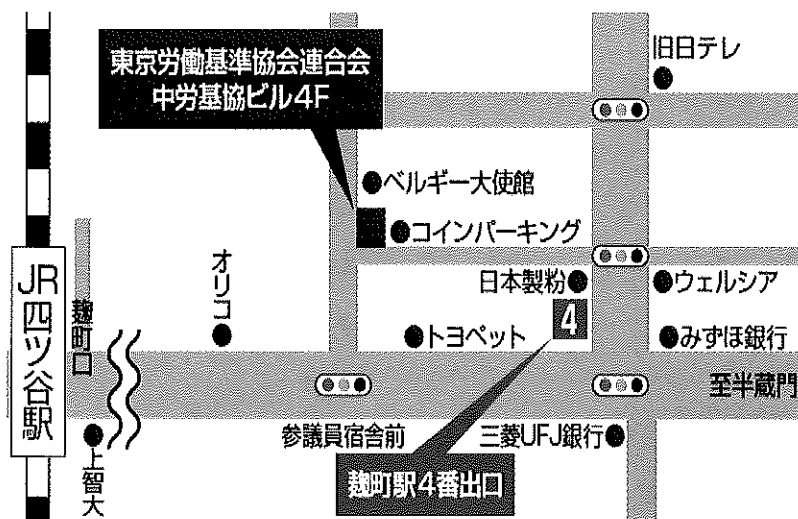 東京労働基準協会連合会
中労基協ビル4F
旧日テレ
ベルギー大使館
コインパーキング
日本製粉
ウェルシア
4
オリコ
トヨペット
みずほ銀行
JR四ツ谷駅
麹町口
至半蔵門
参議員宿舎前
三菱UFJ銀行
上智大
麹町駅4番出口